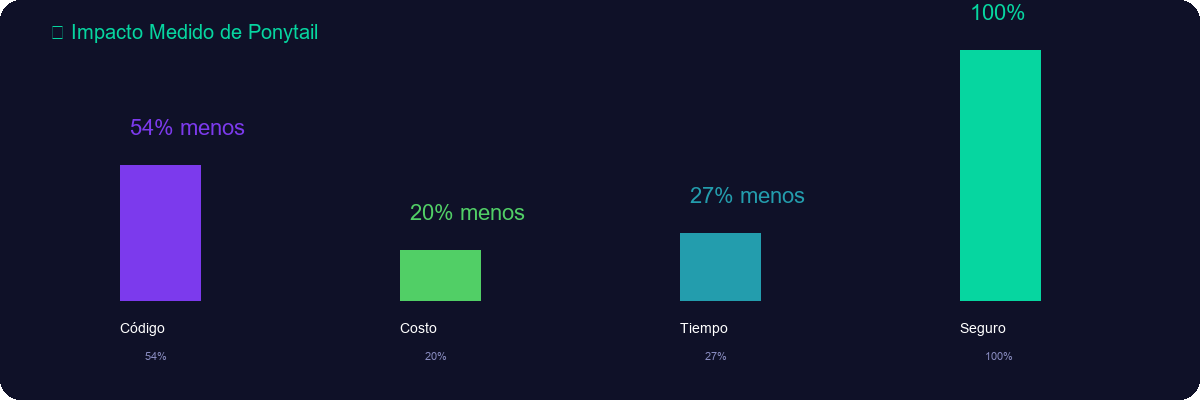 Impacto Medido de Ponytail
100%
54% menos
27% menos
20% menos
Código
Costo
Tiempo
Seguro
54%
20%
27%
100%